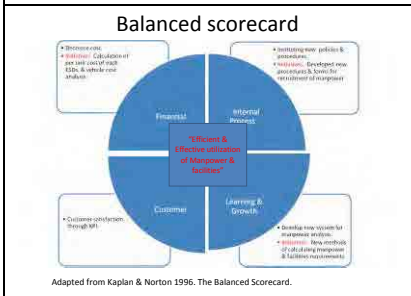 Balanced scorecard
• Decrease cost
• Initiatives: Calculation of
per unit cost of each
ESDs, & vehicle cost
analysis
• Instituting new policies &
procedures
• Initiatives: Developed new
procedures & forms for
recruitment of manpower
Financial
Internal
Process
"Efficient &
Effective utilization
of Manpower &
facilities"
Customer
Learning &
Growth
• Customer satisfaction
through KPI
• Develop new system for
manpower analysis
• Initiatives: New methods
of calculating manpower
& facilities requirements
Adapted from Kaplan & Norton 1996. The Balanced Scorecard.